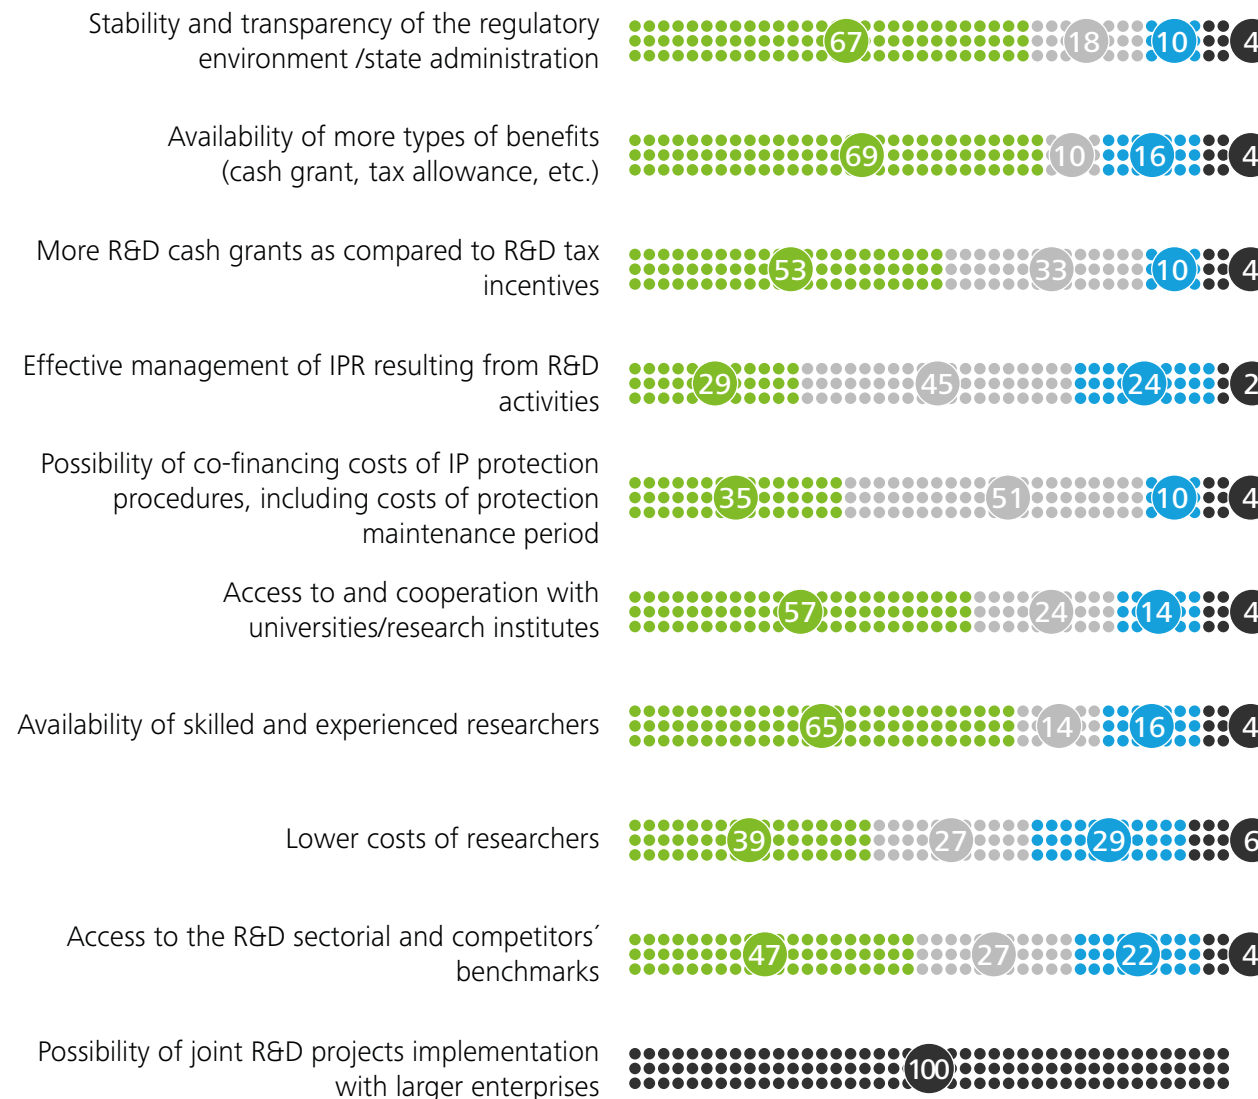 Stability and transparency of the regulatory
environment /state administration
67 18 10 4
Availability of more types of benefits
(cash grant, tax allowance, etc.)
69 10 16 4
More R&D cash grants as compared to R&D tax
incentives
53 33 10 4
Effective management of IPR resulting from R&D
activities
29 45 24 2
Possibility of co-financing costs of IP protection
procedures, including costs of protection
maintenance period
35 51 10 4
Access to and cooperation with
universities/research institutes
57 24 14 4
Availability of skilled and experienced researchers
65 14 16 4
Lower costs of researchers
39 27 29 6
Access to the R&D sectorial and competitors´
benchmarks
47 27 22 4
Possibility of joint R&D projects implementation
with larger enterprises
100